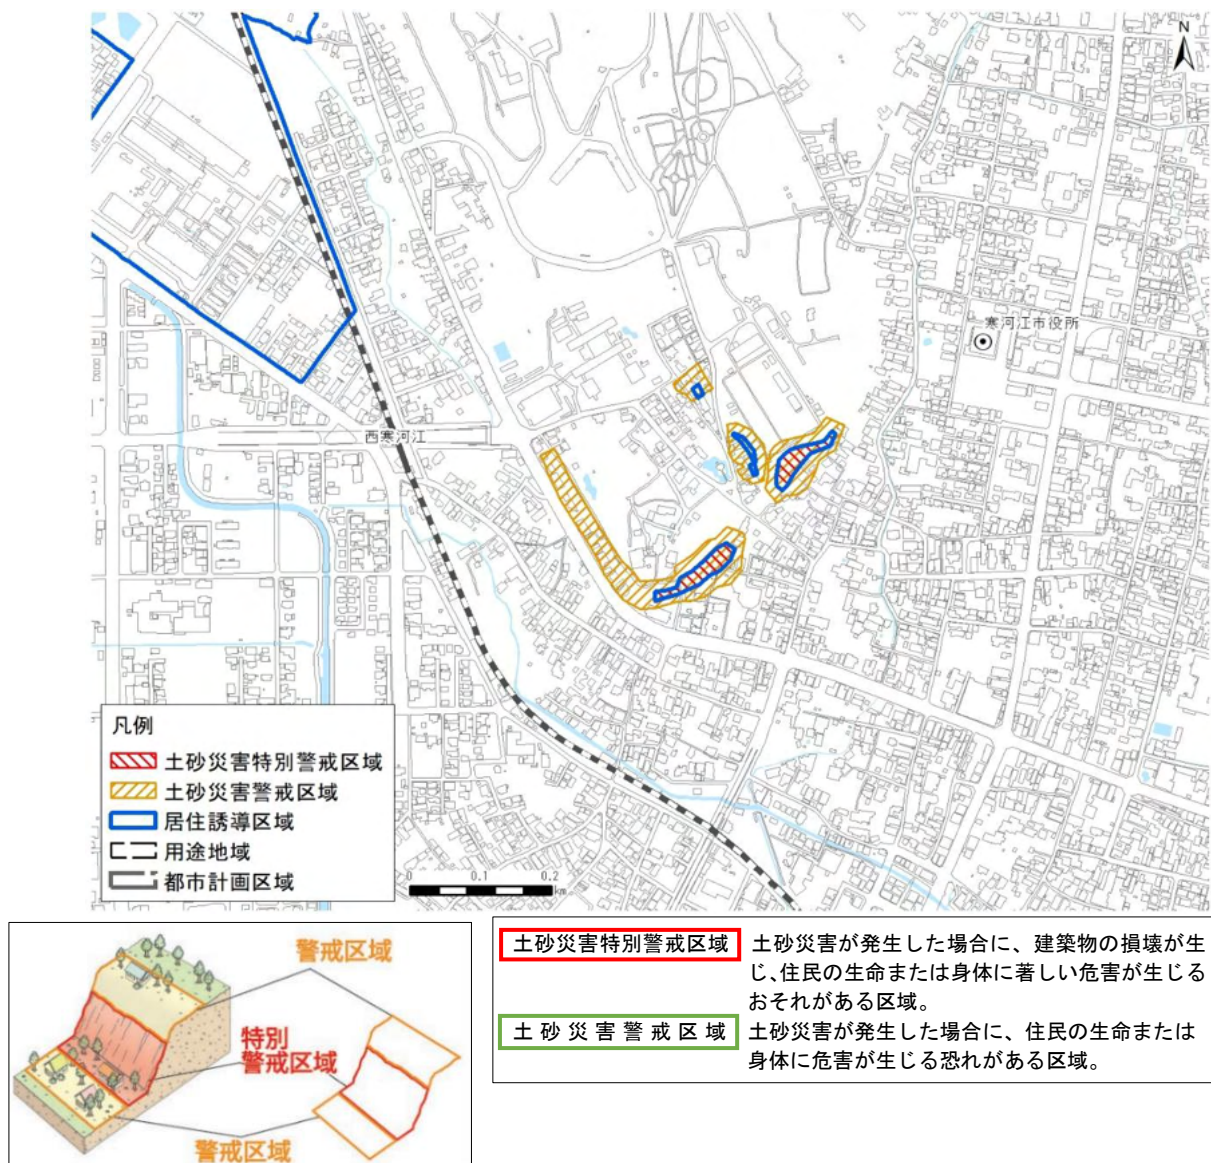 N
寒河江市役所
西寒河江
凡例
土砂災害特別警戒区域
土砂災害警戒区域
居住誘導区域
用途地域
都市計画区域
0 0.1 0.2
km
警戒区域
特別
警戒区域
警戒区域
土砂災害特別警戒区域 土砂災害が発生した場合に、建築物の損壊が生
じ、住民の生命または身体に著しい危害が生じる
おそれがある区域。
土砂災害警戒区域 土砂災害が発生した場合に、住民の生命または
身体に危害が生じる恐れがある区域。